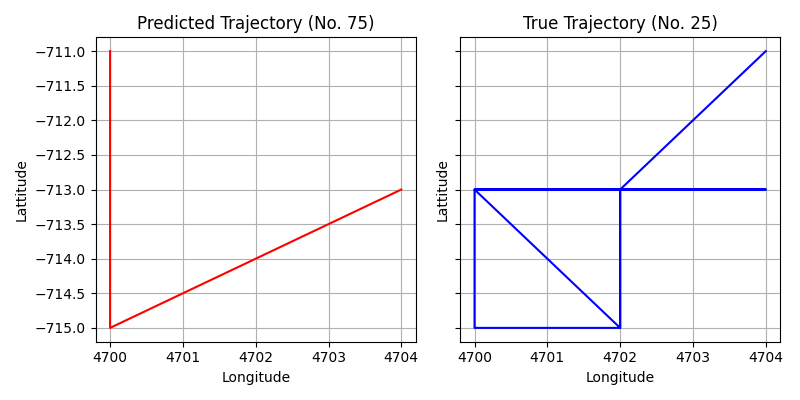 Predicted Trajectory (No. 75)
Lattitude
−711.0
−711.5
−712.0
−712.5
−713.0
−713.5
−714.0
−714.5
−715.0
4700 4701 4702 4703 4704
Longitude
True Trajectory (No. 25)
Lattitude
4700 4701 4702 4703 4704
Longitude